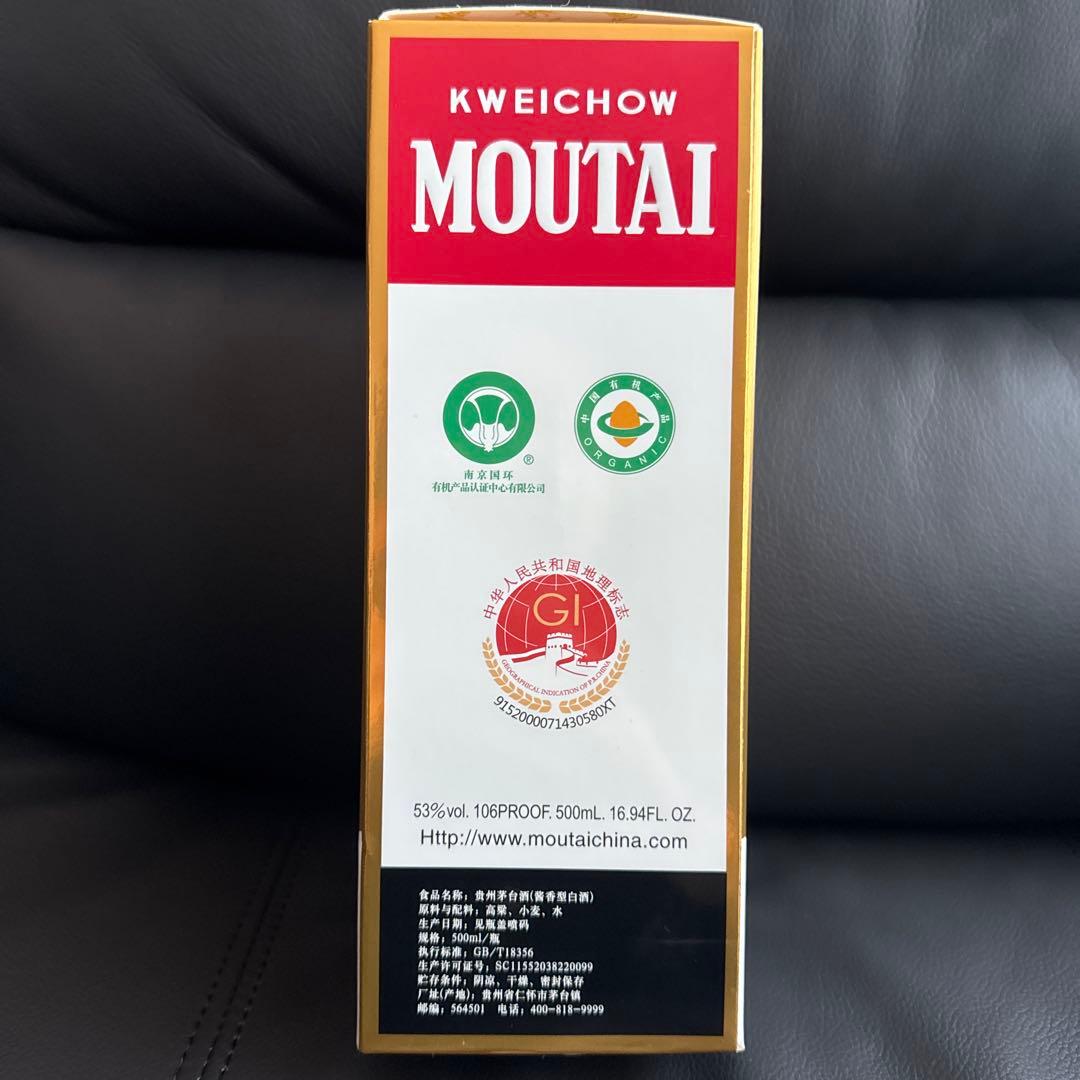 KWEICHOW
MOUTAI
®
南京国环
有机产品认证中心有限公司
中国有机产品
ORGANIC
中华人民共和国地理标志
GI
GEOGRAPHICAL INDICATION OF P.R.CHINA
9152000071430580XT
53%vol. 106PROOF. 500mL. 16.94FL. OZ.
Http://www.moutaichina.com
食品名称：贵州茅台酒(酱香型白酒)
原料与配料：高粱、小麦、水
生产日期：见瓶盖喷码
规格：500ml/瓶
执行标准：GB/T18356
生产许可证号：SC11552038220099
贮存条件：阴凉、干燥、密封保存
厂址(产地)：贵州省仁怀市茅台镇
邮编：564501 电话：400-818-9999